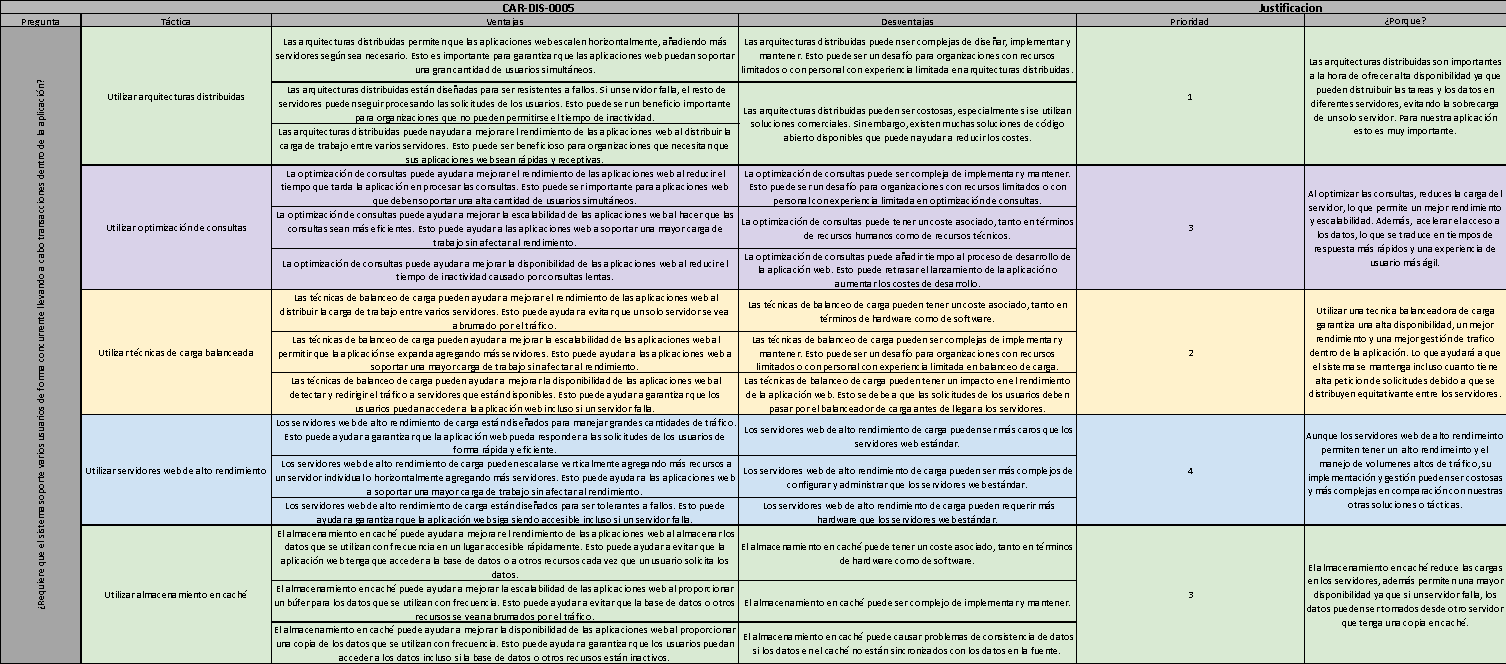 CAR-DIS-0005
Justificacion
Pregunta
Táctica
Ventajas
Desventajas
Prioridad
¿Porque?
¿Requiere que el sistema soporte varios usuarios de forma concurrente llevando a cabo transacciones dentro de la aplicación?
Utilizar arquitecturas distribuidas
Las arquitecturas distribuidas permiten que las aplicaciones web escalen horizontalmente, añadiendo más
servidores según sea necesario. Esto es importante para garantizar que las aplicaciones web puedan soportar
una gran cantidad de usuarios simultáneos.
Las arquitecturas distribuidas están diseñadas para ser resistentes a fallos. Si un servidor falla, el resto de
servidores pueden seguir procesando las solicitudes de los usuarios. Esto puede ser un beneficio importante
para organizaciones que no pueden permitirse el tiempo de inactividad.
Las arquitecturas distribuidas pueden ayudar a mejorar el rendimiento de las aplicaciones web al distribuir la
carga de trabajo entre varios servidores. Esto puede ser beneficioso para organizaciones que necesitan que
sus aplicaciones web sean rápidas y receptivas.
Las arquitecturas distribuidas pueden ser complejas de diseñar, implementar y
mantener. Esto puede ser un desafío para organizaciones con recursos
limitados o con personal con experiencia limitada en arquitecturas distribuidas.
Las arquitecturas distribuidas pueden ser costosas, especialmente si se utilizan
soluciones comerciales. Sin embargo, existen muchas soluciones de código
abierto disponibles que pueden ayudar a reducir los costes.
1
Las arquitecturas distribuidas son importantes
a la hora de ofrecer alta disponibilidad ya que
pueden distruibuir las tareas y los datos en
diferentes servidores, evitando la sobrecarga
de un solo servidor. Para nuestra aplicación
esto es muy importante.
Utilizar optimización de consultas
La optimización de consultas puede ayudar a mejorar el rendimiento de las aplicaciones web al reducir el
tiempo que tarda la aplicación en procesar las consultas. Esto puede ser importante para aplicaciones web
que deben soportar una alta cantidad de usuarios simultáneos.
La optimización de consultas puede ayudar a mejorar la escalabilidad de las aplicaciones web al hacer que las
consultas sean más eficientes. Esto puede ayudar a las aplicaciones web a soportar una mayor carga de
trabajo sin afectar al rendimiento.
La optimización de consultas puede ayudar a mejorar la disponibilidad de las aplicaciones web al reducir el
tiempo de inactividad causado por consultas lentas.
La optimización de consultas puede ser compleja de implementar y mantener.
Esto puede ser un desafío para organizaciones con recursos limitados o con
personal con experiencia limitada en optimización de consultas.
La optimización de consultas puede tener un coste asociado, tanto en términos
de recursos humanos como de recursos técnicos.
La optimización de consultas puede añadir tiempo al proceso de desarrollo de
la aplicación web. Esto puede retrasar el lanzamiento de la aplicación o
aumentar los costes de desarrollo.
3
Al optimizar las consultas, reduces la carga del
servidor, lo que permite un mejor rendimiento
y escalabilidad. Además, acelerar el acceso a
los datos, lo que se traduce en tiempos de
respuesta más rápidos y una experiencia de
usuario más ágil.
Utilizar técnicas de carga balanceada
Las técnicas de balanceo de carga pueden ayudar a mejorar el rendimiento de las aplicaciones web al
distribuir la carga de trabajo entre varios servidores. Esto puede ayudar a evitar que un solo servidor se vea
abrumado por el tráfico.
Las técnicas de balanceo de carga pueden ayudar a mejorar la escalabilidad de las aplicaciones web al
permitir que la aplicación se expanda agregando más servidores. Esto puede ayudar a las aplicaciones web a
soportar una mayor carga de trabajo sin afectar al rendimiento.
Las técnicas de balanceo de carga pueden ayudar a mejorar la disponibilidad de las aplicaciones web al
detectar y redirigir el tráfico a servidores que están disponibles. Esto puede ayudar a garantizar que los
usuarios puedan acceder a la aplicación web incluso si un servidor falla.
Las técnicas de balanceo de carga pueden tener un coste asociado, tanto en
términos de hardware como de software.
Las técnicas de balanceo de carga pueden ser complejas de implementar y
mantener. Esto puede ser un desafío para organizaciones con recursos
limitados o con personal con experiencia limitada en balanceo de carga.
Las técnicas de balanceo de carga pueden tener un impacto en el rendimiento
de la aplicación web. Esto se debe a que las solicitudes de los usuarios deben
pasar por el balanceador de carga antes de llegar a los servidores.
2
Utilizar una tecnica balanceadora de carga
garantiza una alta disponibilidad, un mejor
rendimiento y una mejor gestión de trafico
dentro de la aplicación. Lo que ayudará a que
el sistema se mantenga incluso cuanto tiene
alta peticion de solicitudes debido a que se
distribuyen equitativante entre los servidores.
Utilizar servidores web de alto rendimiento
Los servidores web de alto rendimiento de carga están diseñados para manejar grandes cantidades de tráfico.
Esto puede ayudar a garantizar que la aplicación web pueda responder a las solicitudes de los usuarios de
forma rápida y eficiente.
Los servidores web de alto rendimiento de carga pueden escalarse verticalmente agregando más recursos a
un servidor individual o horizontalmente agregando más servidores. Esto puede ayudar a las aplicaciones web
a soportar una mayor carga de trabajo sin afectar al rendimiento.
Los servidores web de alto rendimiento de carga están diseñados para ser tolerantes a fallos. Esto puede
ayudar a garantizar que la aplicación web siga siendo accesible incluso si un servidor falla.
Los servidores web de alto rendimiento de carga pueden ser más caros que los
servidores web estándar.
Los servidores web de alto rendimiento de carga pueden ser más complejos de
configurar y administrar que los servidores web estándar.
Los servidores web de alto rendimiento de carga pueden requerir más
hardware que los servidores web estándar.
4
Aunque los servidores web de alto rendimeinto
permiten tener un alto rendimeinto y el
manejo de volumenes altos de tráfico, su
implementación y gestión pueden ser costosas
y más complejas en comparación con nuestras
otras soluciones o tácticas.
Utilizar almacenamiento en caché
El almacenamiento en caché puede ayudar a mejorar el rendimiento de las aplicaciones web al almacenar los
datos que se utilizan con frecuencia en un lugar accesible rápidamente. Esto puede ayudar a evitar que la
aplicación web tenga que acceder a la base de datos o a otros recursos cada vez que un usuario solicita los
datos.
El almacenamiento en caché puede ayudar a mejorar la escalabilidad de las aplicaciones web al proporcionar
un búfer para los datos que se utilizan con frecuencia. Esto puede ayudar a evitar que la base de datos o otros
recursos se vean abrumados por el tráfico.
El almacenamiento en caché puede ayudar a mejorar la disponibilidad de las aplicaciones web al proporcionar
una copia de los datos que se utilizan con frecuencia. Esto puede ayudar a garantizar que los usuarios puedan
acceder a los datos incluso si la base de datos o otros recursos están inactivos.
El almacenamiento en caché puede tener un coste asociado, tanto en términos
de hardware como de software.
El almacenamiento en caché puede ser complejo de implementar y mantener.
El almacenamiento en caché puede causar problemas de consistencia de datos
si los datos en el caché no están sincronizados con los datos en la fuente.
3
El almacenamiento en caché reduce las cargas
en los servidores, además permiten una mayor
disponibilidad ya que si un servidor falla, los
datos pueden ser tomados desde otro servidor
que tenga una copia en caché.